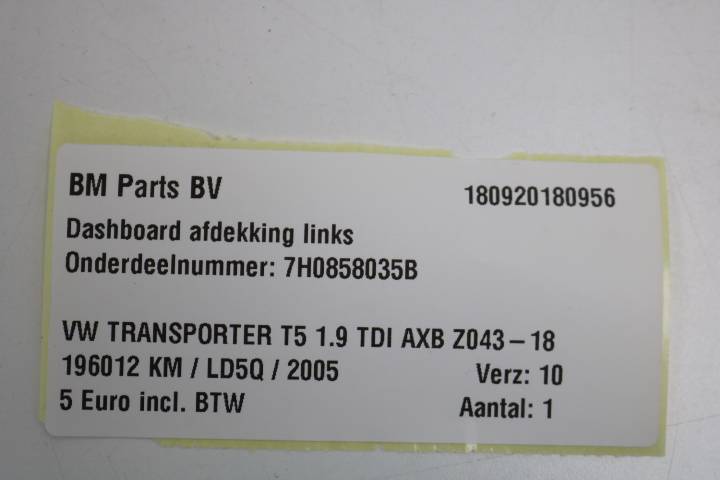 BM Parts BV 180920180956
Dashboard afdekking links
Onderdeelnummer: 7H0858035B
VW TRANSPORTER T5 1.9 TDI AXB Z043-18
196012 KM / LD5Q / 2005 Verz: 10
5 Euro incl. BTW Aantal: 1